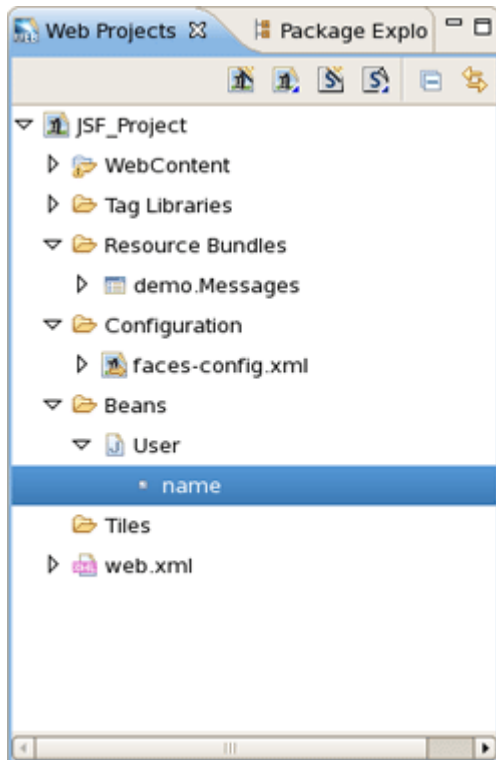 Web Projects Package Explo
JSF_Project
WebContent
Tag Libraries
Resource Bundles
demo.Messages
Configuration
faces-config.xml
Beans
User
name
Tiles
web.xml